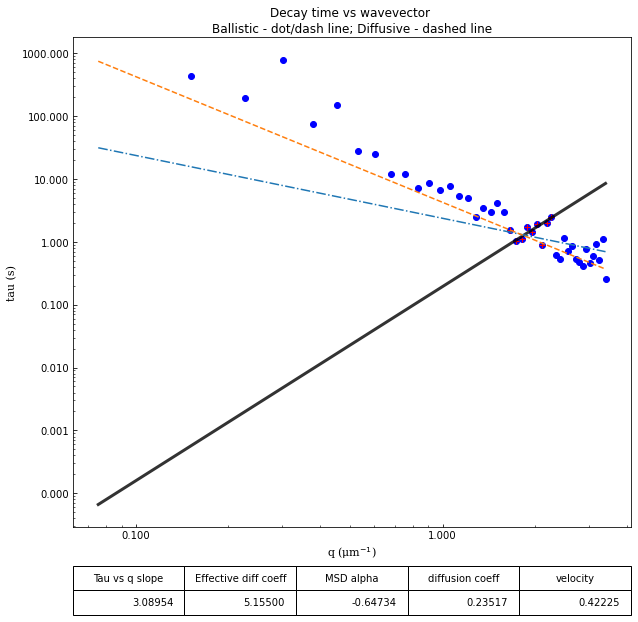 Decay time vs wavevector
Ballistic - dot/dash line; Diffusive - dashed line
1000.000
100.000
10.000
1.000
0.100
0.010
0.001
0.000
tau (s)
0.100 1.000
q (μm⁻¹)
Tau vs q slope Effective diff coeff MSD alpha diffusion coeff velocity
3.08954 5.15500 -0.64734 0.23517 0.42225